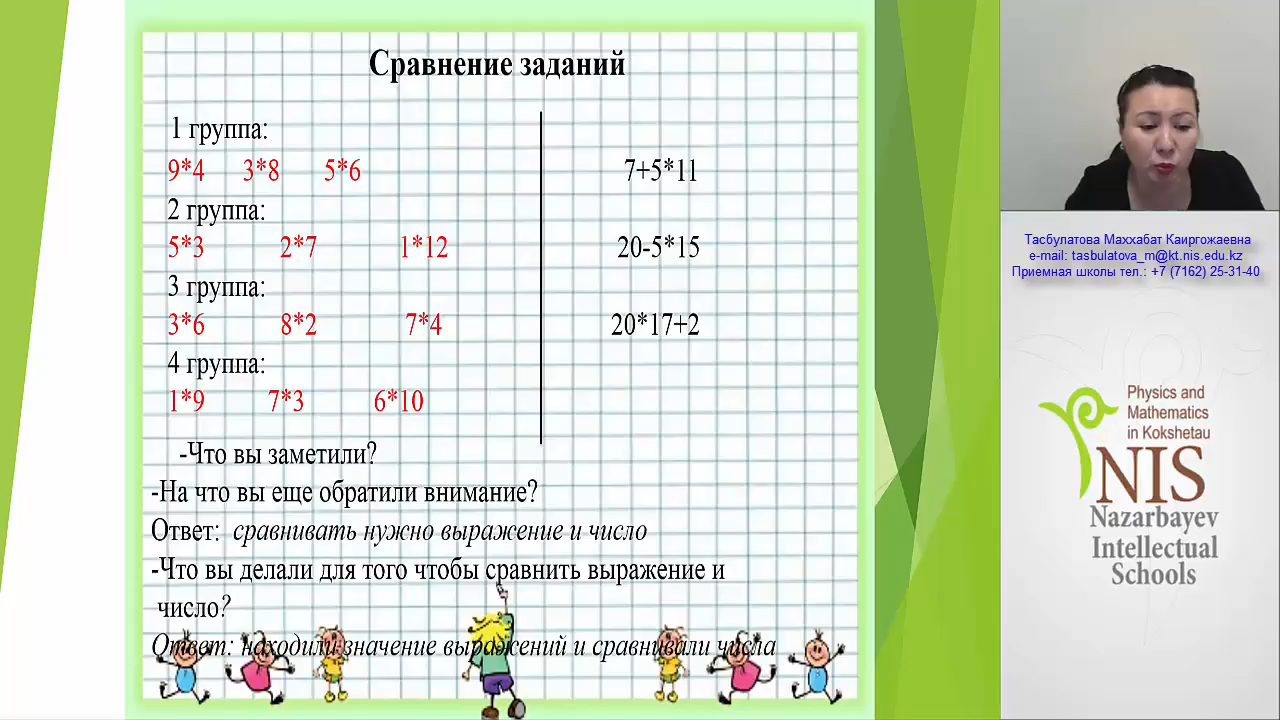 Сравнение заданий
1 группа:
9*4 3*8 5*6 7+5*11
2 группа:
5*3 2*7 1*12 20-5*15
3 группа:
3*6 8*2 7*4 20*17+2
4 группа:
1*9 7*3 6*10
-Что вы заметили?
-На что вы еще обратили внимание?
Ответ: сравнивать нужно выражение и число
-Что вы делали для того чтобы сравнить выражение и
число?
Ответ: находили значение выражений и сравнивали числа
Тасбулатова Маххабат Каиргожаевна
e-mail: tasbulatova_m@kt.nis.edu.kz
Приемная школы тел.: +7 (7162) 25-31-40
Physics and
Mathematics
in Kokshetau
NIS
Nazarbayev
Intellectual
Schools